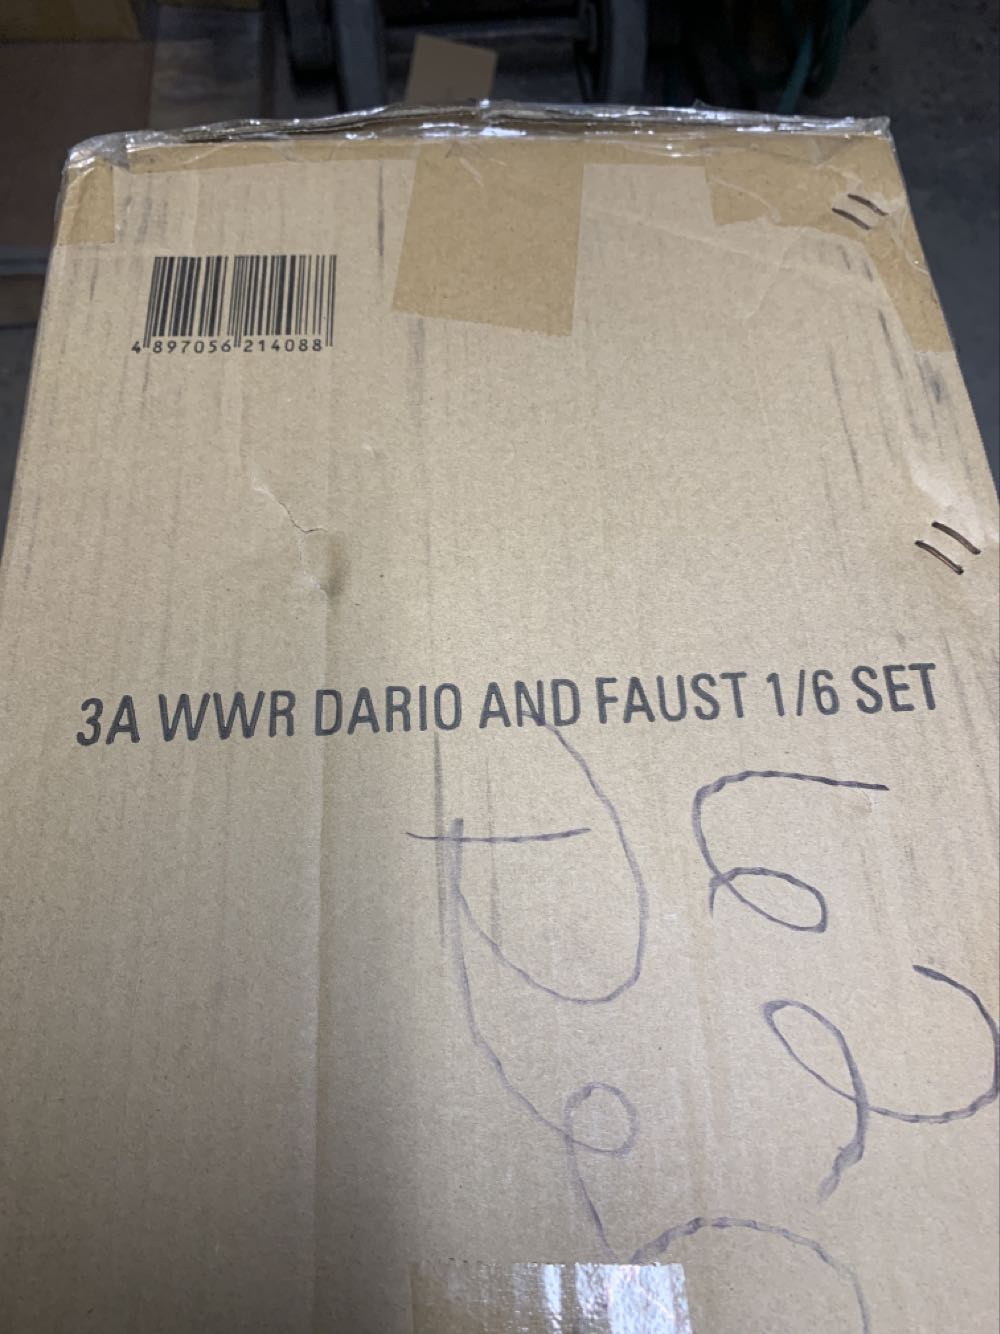 4 897056 214088
3A WWR DARIO AND FAUST 1/6 SET